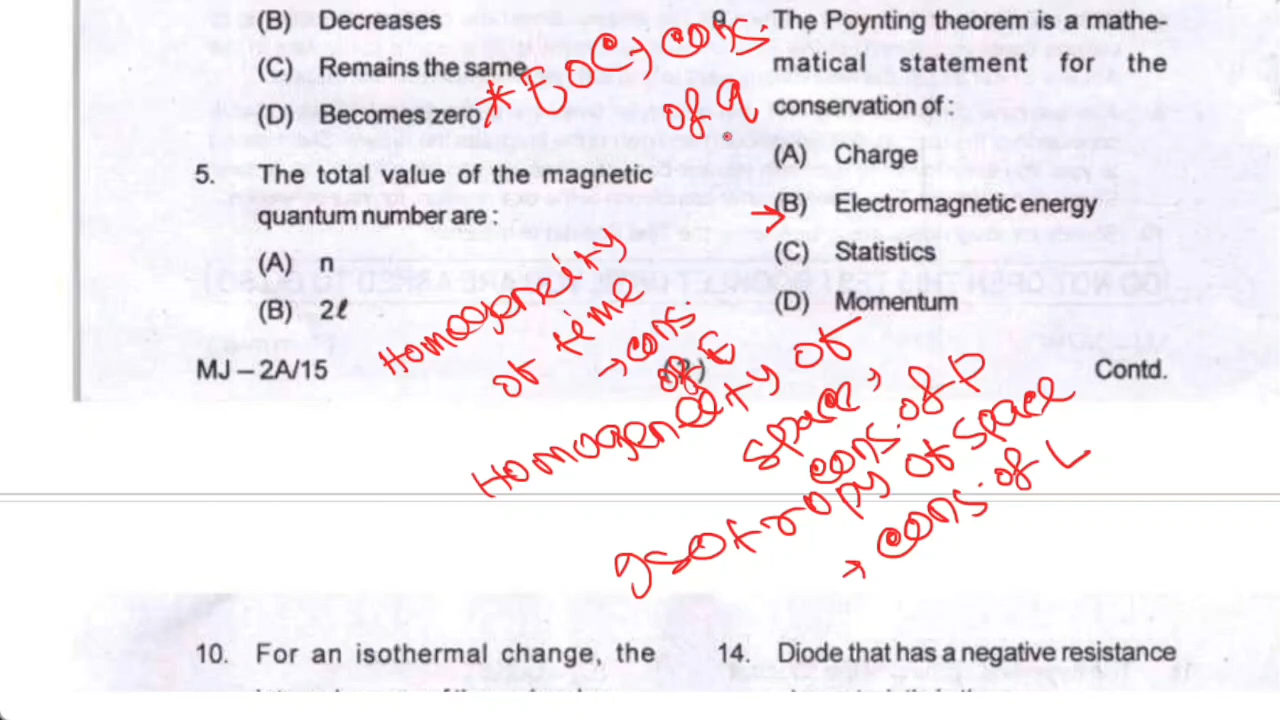 (B) Decreases
(C) Remains the same
(D) Becomes zero
* EOC, cons.
of q
5. The total value of the magnetic
quantum number are :
(A) n
(B) 2ℓ
MJ – 2A/15
(2)
9. The Poynting theorem is a mathe-
matical statement for the
conservation of :
(A) Charge
→ (B) Electromagnetic energy
(C) Statistics
(D) Momentum
Contd.
Homogeneity
of time
→ cons.
of E
Homogeneity of
space,
cons. of P
Isotropy of space
→ cons. of L
10. For an isothermal change, the
14. Diode that has a negative resistance